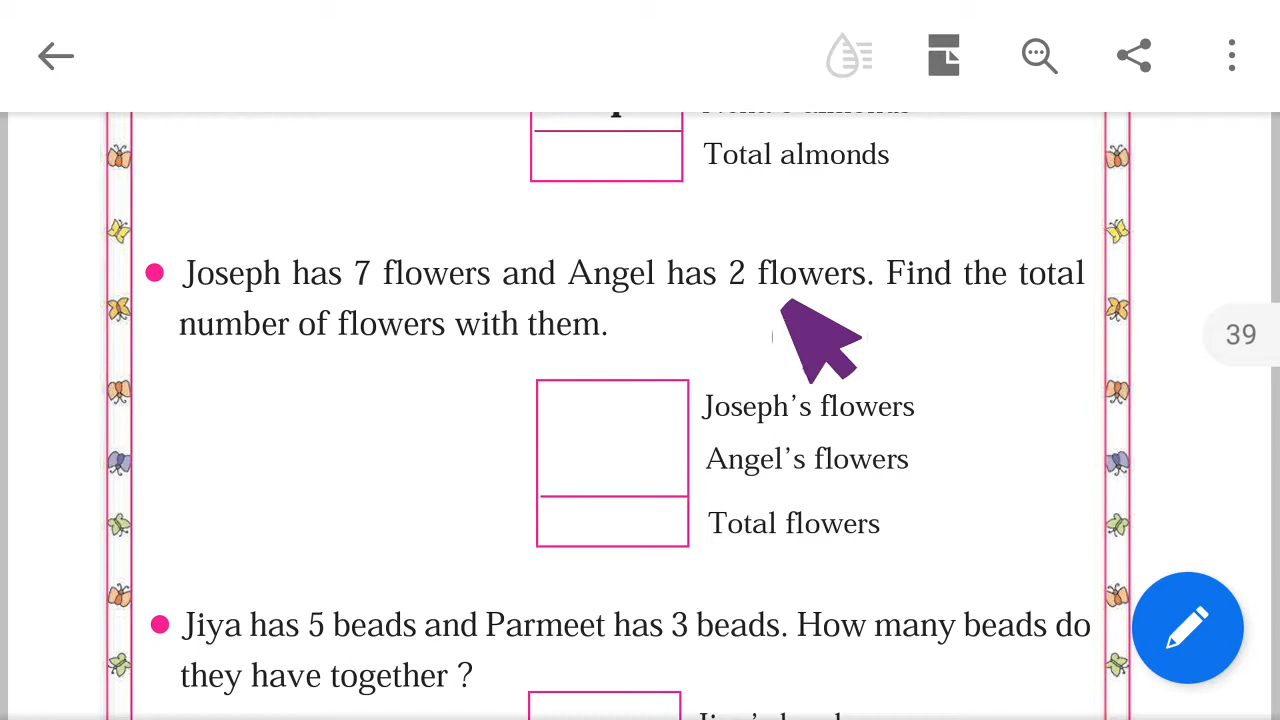 Total almonds
Joseph has 7 flowers and Angel has 2 flowers. Find the total
number of flowers with them.
39
Joseph's flowers
Angel's flowers
Total flowers
Jiya has 5 beads and Parmeet has 3 beads. How many beads do
they have together ?